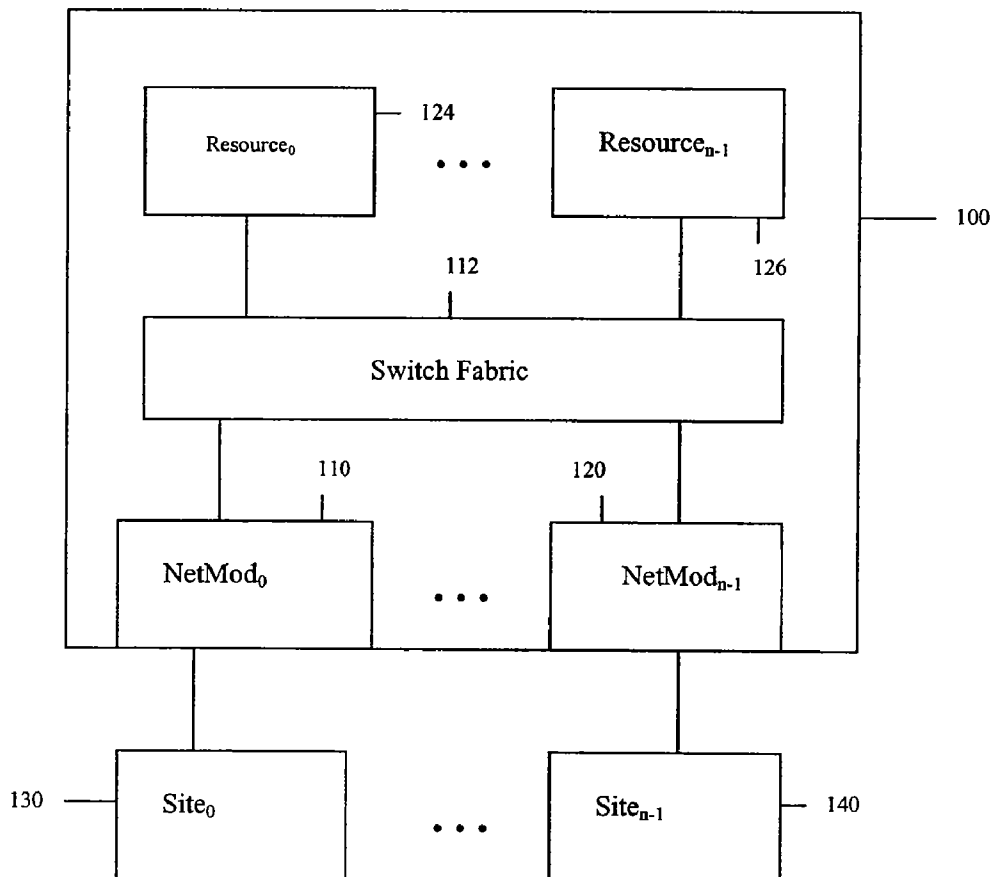 124
Resource₀
• • •
Resourceₙ₋₁
100
126
112
Switch Fabric
110
120
NetMod₀
• • •
NetModₙ₋₁
130
Site₀
• • •
Siteₙ₋₁
140